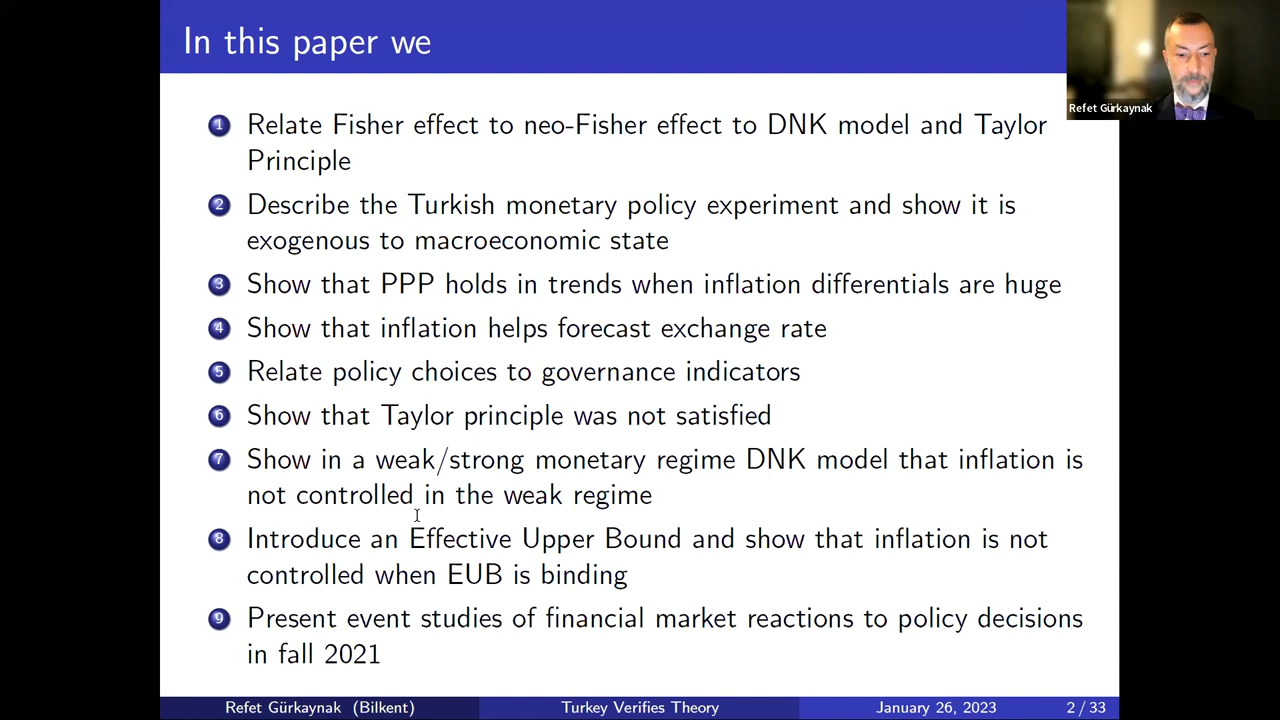 In this paper we
Refet Gürkaynak
1 Relate Fisher effect to neo-Fisher effect to DNK model and Taylor
Principle
2 Describe the Turkish monetary policy experiment and show it is
exogenous to macroeconomic state
3 Show that PPP holds in trends when inflation differentials are huge
4 Show that inflation helps forecast exchange rate
5 Relate policy choices to governance indicators
6 Show that Taylor principle was not satisfied
7 Show in a weak/strong monetary regime DNK model that inflation is
not controlled in the weak regime
8 Introduce an Effective Upper Bound and show that inflation is not
controlled when EUB is binding
9 Present event studies of financial market reactions to policy decisions
in fall 2021
Refet Gürkaynak (Bilkent) Turkey Verifies Theory January 26, 2023 2 / 33